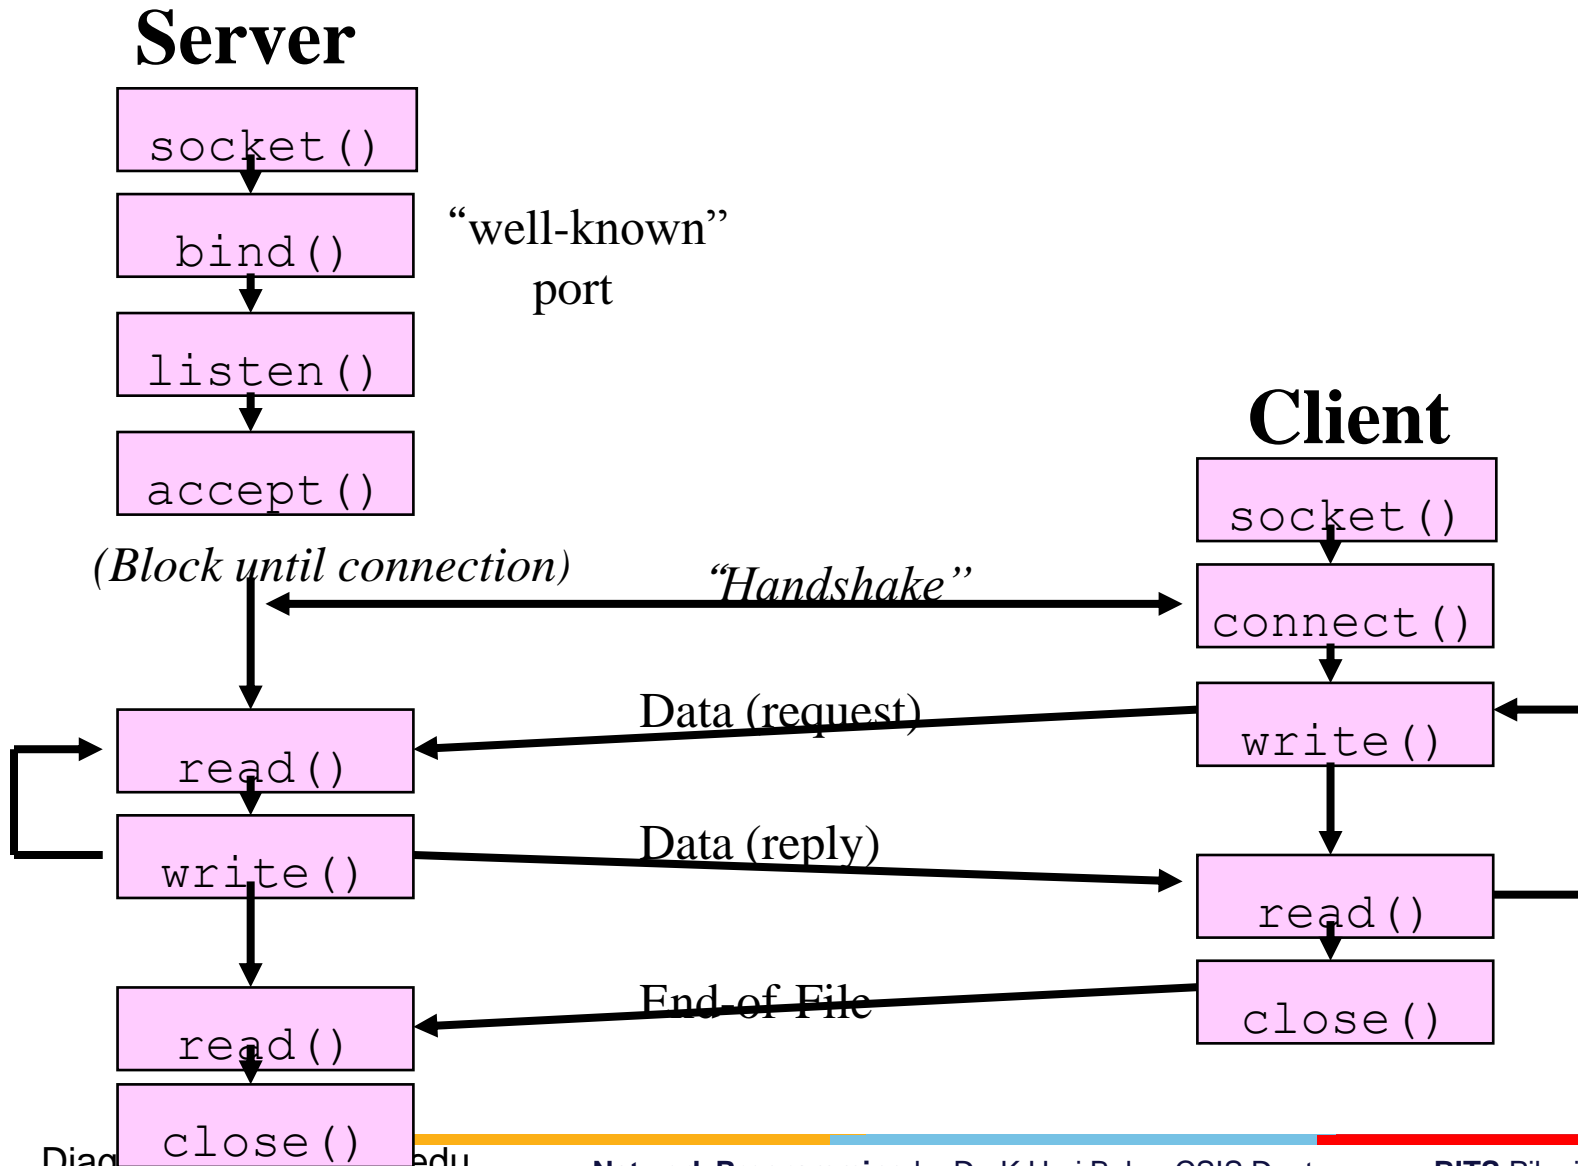 Server
socket()
bind()
“well-known”
port
listen()
accept()
(Block until connection)
“Handshake”
Client
socket()
connect()
Data (request)
write()
read()
Data (reply)
write()
read()
End-of-File
close()
read()
close()
edu